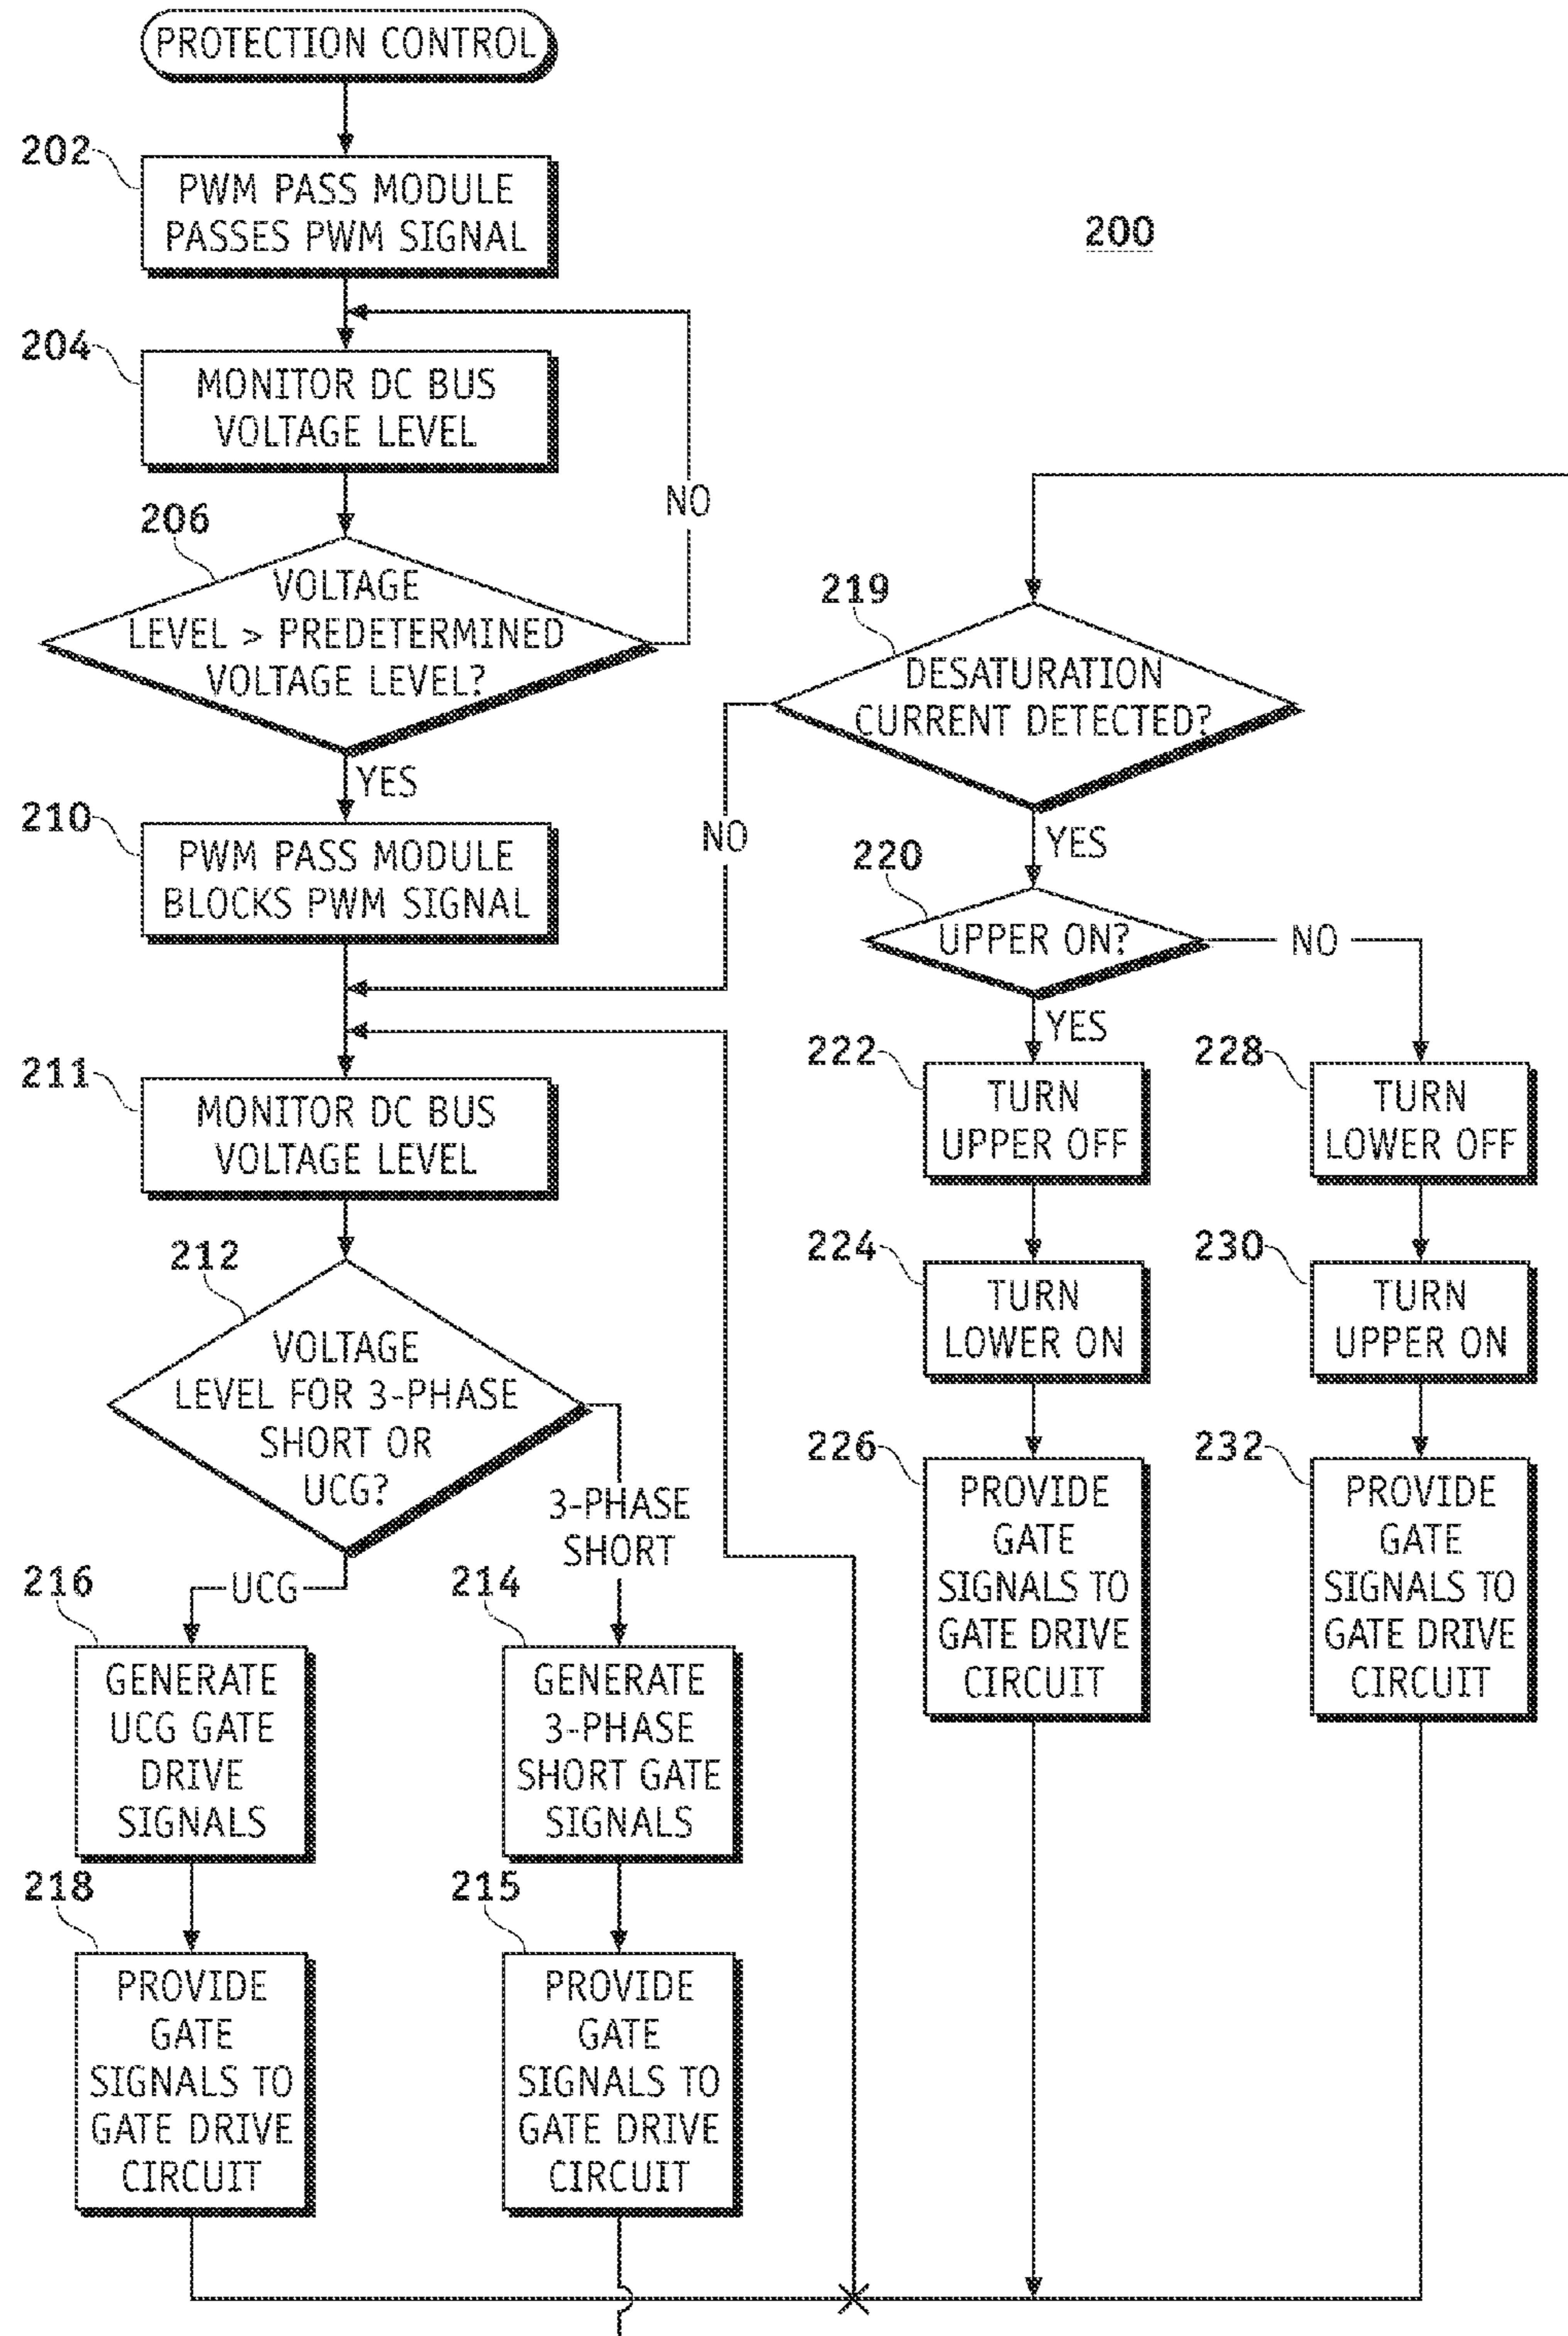 PROTECTION CONTROL
202
PWM PASS MODULE
PASSES PWM SIGNAL
200
204
MONITOR DC BUS
VOLTAGE LEVEL
NO
206
VOLTAGE
LEVEL > PREDETERMINED
VOLTAGE LEVEL?
YES
210
PWM PASS MODULE
BLOCKS PWM SIGNAL
211
MONITOR DC BUS
VOLTAGE LEVEL
212
VOLTAGE
LEVEL FOR 3-PHASE
SHORT OR
UCG?
3-PHASE
SHORT
UCG
216
GENERATE
UCG GATE
DRIVE
SIGNALS
214
GENERATE
3-PHASE
SHORT GATE
SIGNALS
218
PROVIDE
GATE
SIGNALS TO
GATE DRIVE
CIRCUIT
215
PROVIDE
GATE
SIGNALS TO
GATE DRIVE
CIRCUIT
219
DESATURATION
CURRENT DETECTED?
NO
YES
220
UPPER ON?
NO
YES
222
TURN
UPPER OFF
228
TURN
LOWER OFF
224
TURN
LOWER ON
230
TURN
UPPER ON
226
PROVIDE
GATE
SIGNALS TO
GATE DRIVE
CIRCUIT
232
PROVIDE
GATE
SIGNALS TO
GATE DRIVE
CIRCUIT